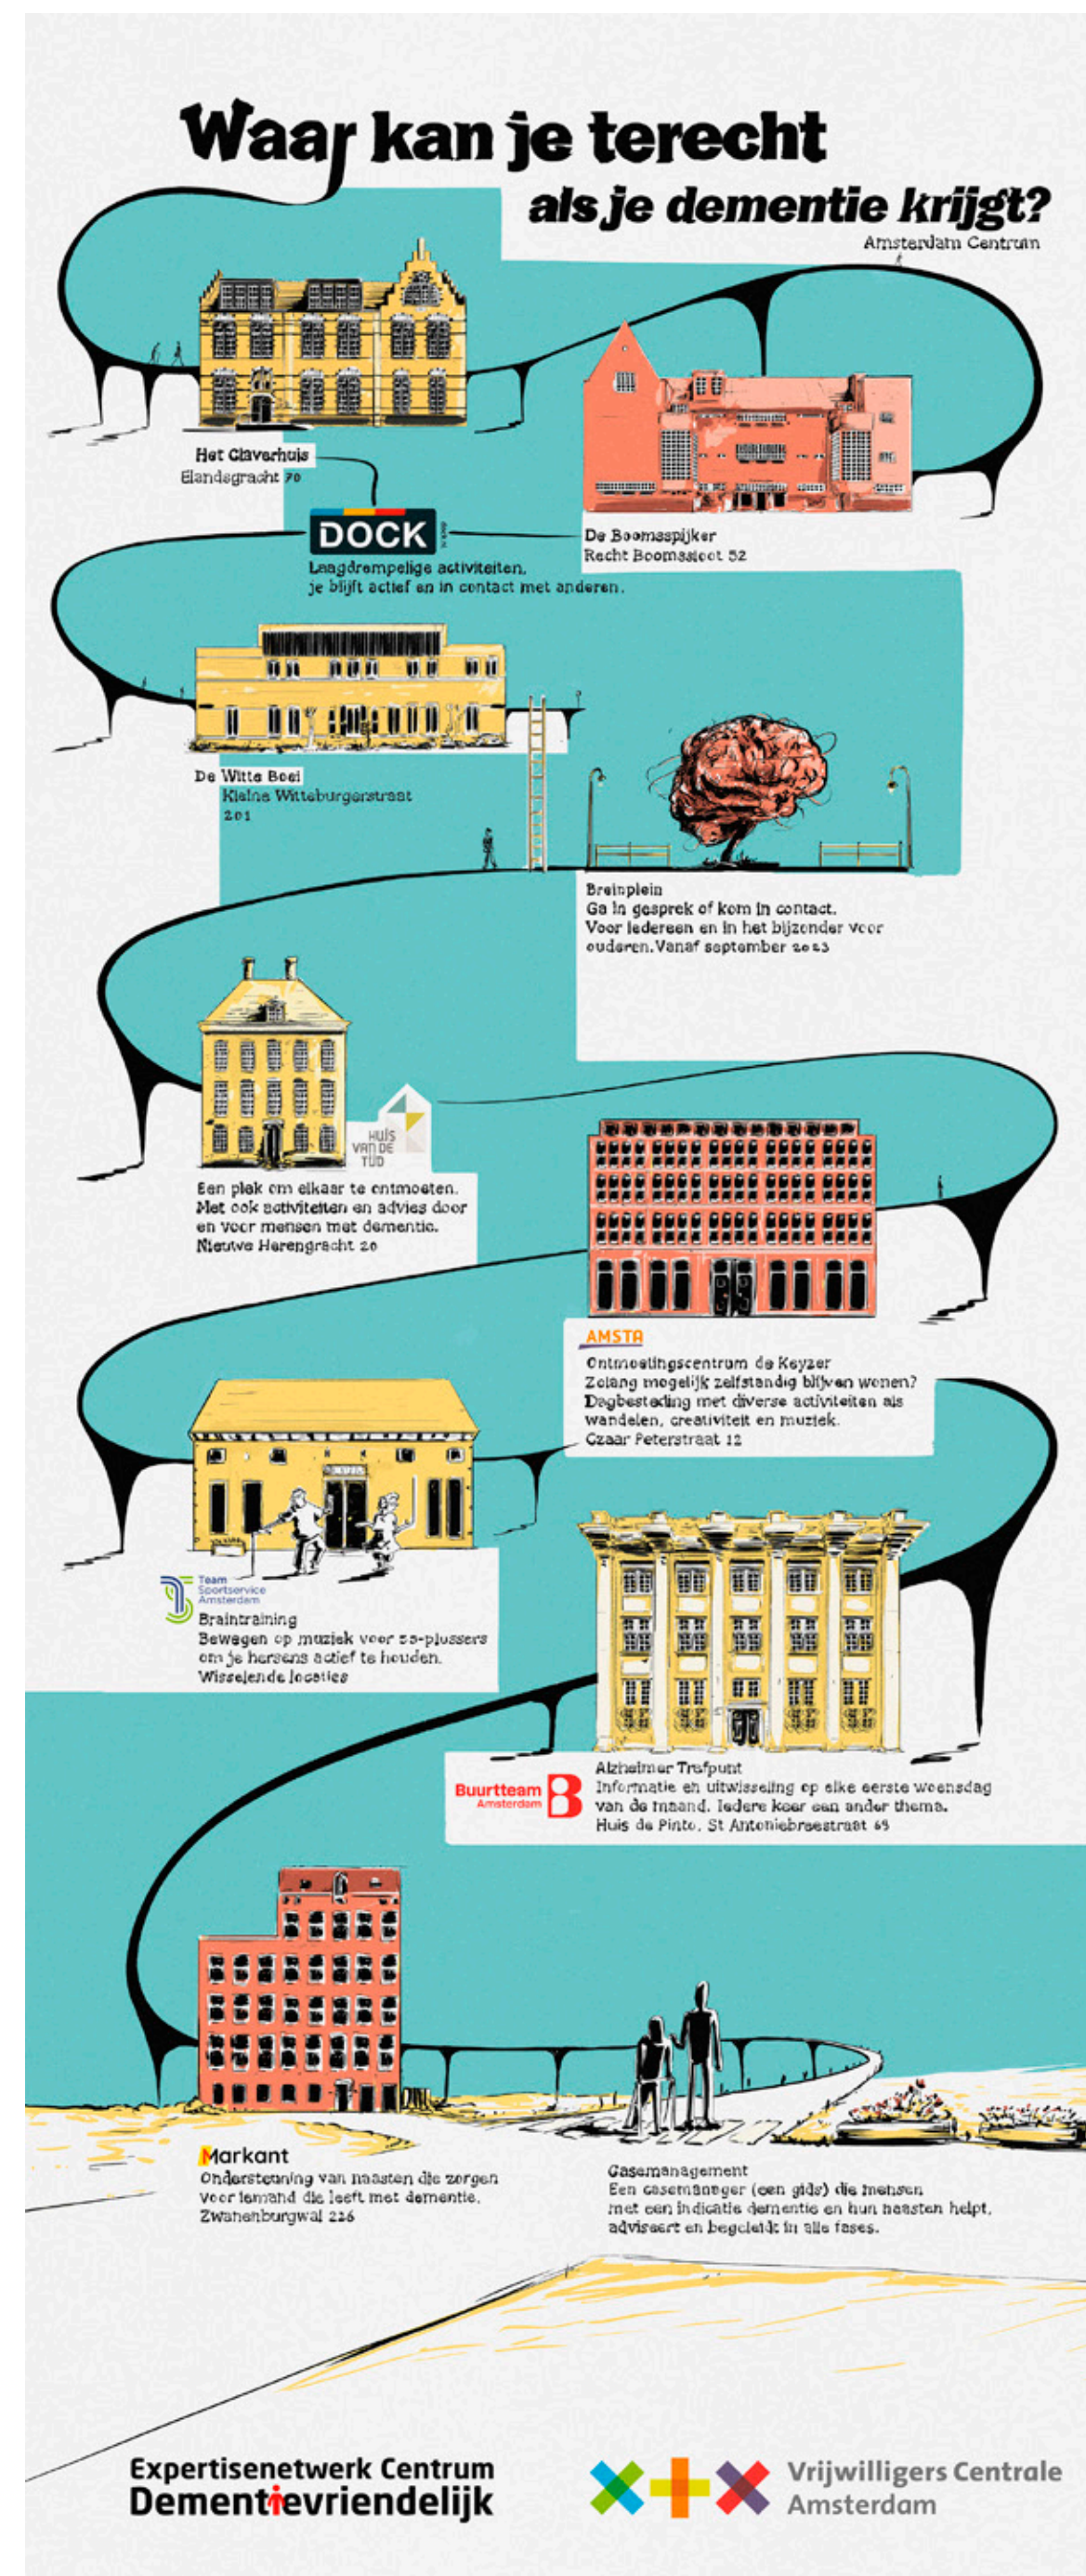 Waar kan je terecht
als je dementie krijgt?
Amsterdam Centrum
Het Claverhuis
Elandsgracht 70
DOCK
dock.nl
Laagdrempelige activiteiten,
je blijft actief en in contact met anderen.
De Boomsspijker
Recht Boomssloot 52
De Witte Boei
Kleine Wittenburgerstraat
201
Breinplein
Ga in gesprek of kom in contact.
Voor iedereen en in het bijzonder voor
ouderen. Vanaf september 2023
HUIS
VAN DE
TIJD
Een plek om elkaar te ontmoeten.
Met ook activiteiten en advies door
en voor mensen met dementie.
Nieuwe Herengracht 20
AMSTA
Ontmoetingscentrum de Keyzer
Zolang mogelijk zelfstandig blijven wonen?
Dagbesteding met diverse activiteiten als
wandelen, creativiteit en muziek.
Czaar Peterstraat 12
Team
Sportservice
Amsterdam
Braintraining
Bewegen op muziek voor 55-plussers
om je hersens actief te houden.
Wisselende locaties
Buurtteam
Amsterdam
B
Alzheimer Trefpunt
Informatie en uitwisseling op elke eerste woensdag
van de maand. Iedere keer een ander thema.
Huis de Pinto, St Antoniebreestraat 69
Markant
Ondersteuning van naasten die zorgen
voor iemand die leeft met dementie.
Zwanenburgwal 226
Casemanagement
Een casemanager (een gids) die mensen
met een indicatie dementie en hun naasten helpt,
adviseert en begeleidt in alle fases.
Expertisenetwerk Centrum
Dementievriendelijk
Vrijwilligers Centrale
Amsterdam